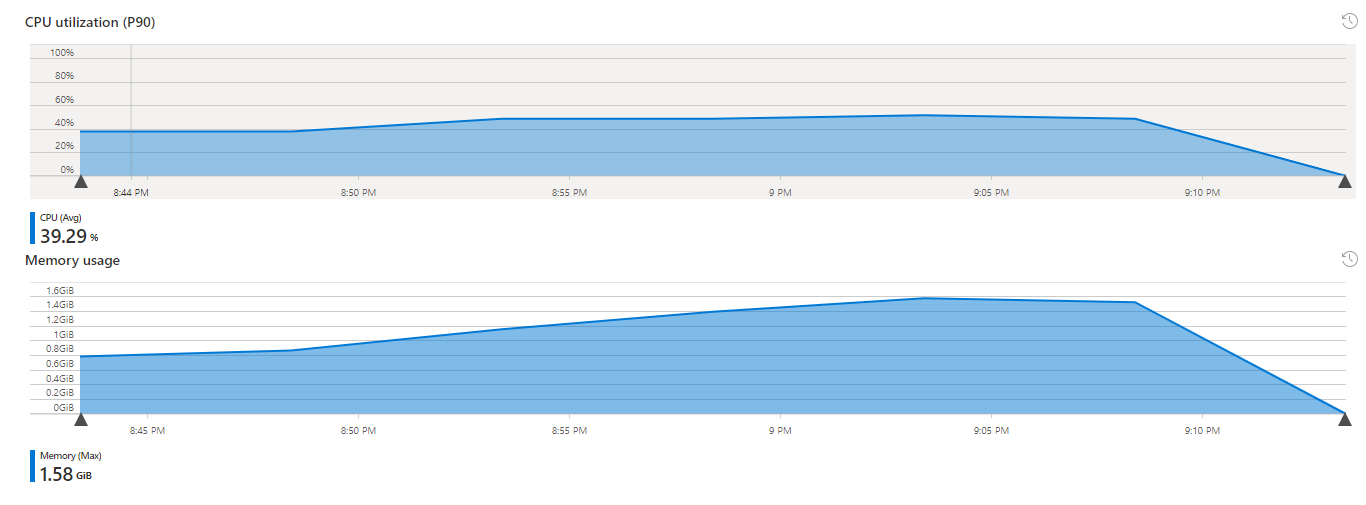 CPU utilization (P90)
100%
80%
60%
40%
20%
0%
8:44 PM 8:50 PM 8:55 PM 9 PM 9:05 PM 9:10 PM
CPU (Avg)
39.29 %
Memory usage
1.6GiB
1.4GiB
1.2GiB
1GiB
0.8GiB
0.6GiB
0.4GiB
0.2GiB
0GiB
8:45 PM 8:50 PM 8:55 PM 9 PM 9:05 PM 9:10 PM
Memory (Max)
1.58 GiB